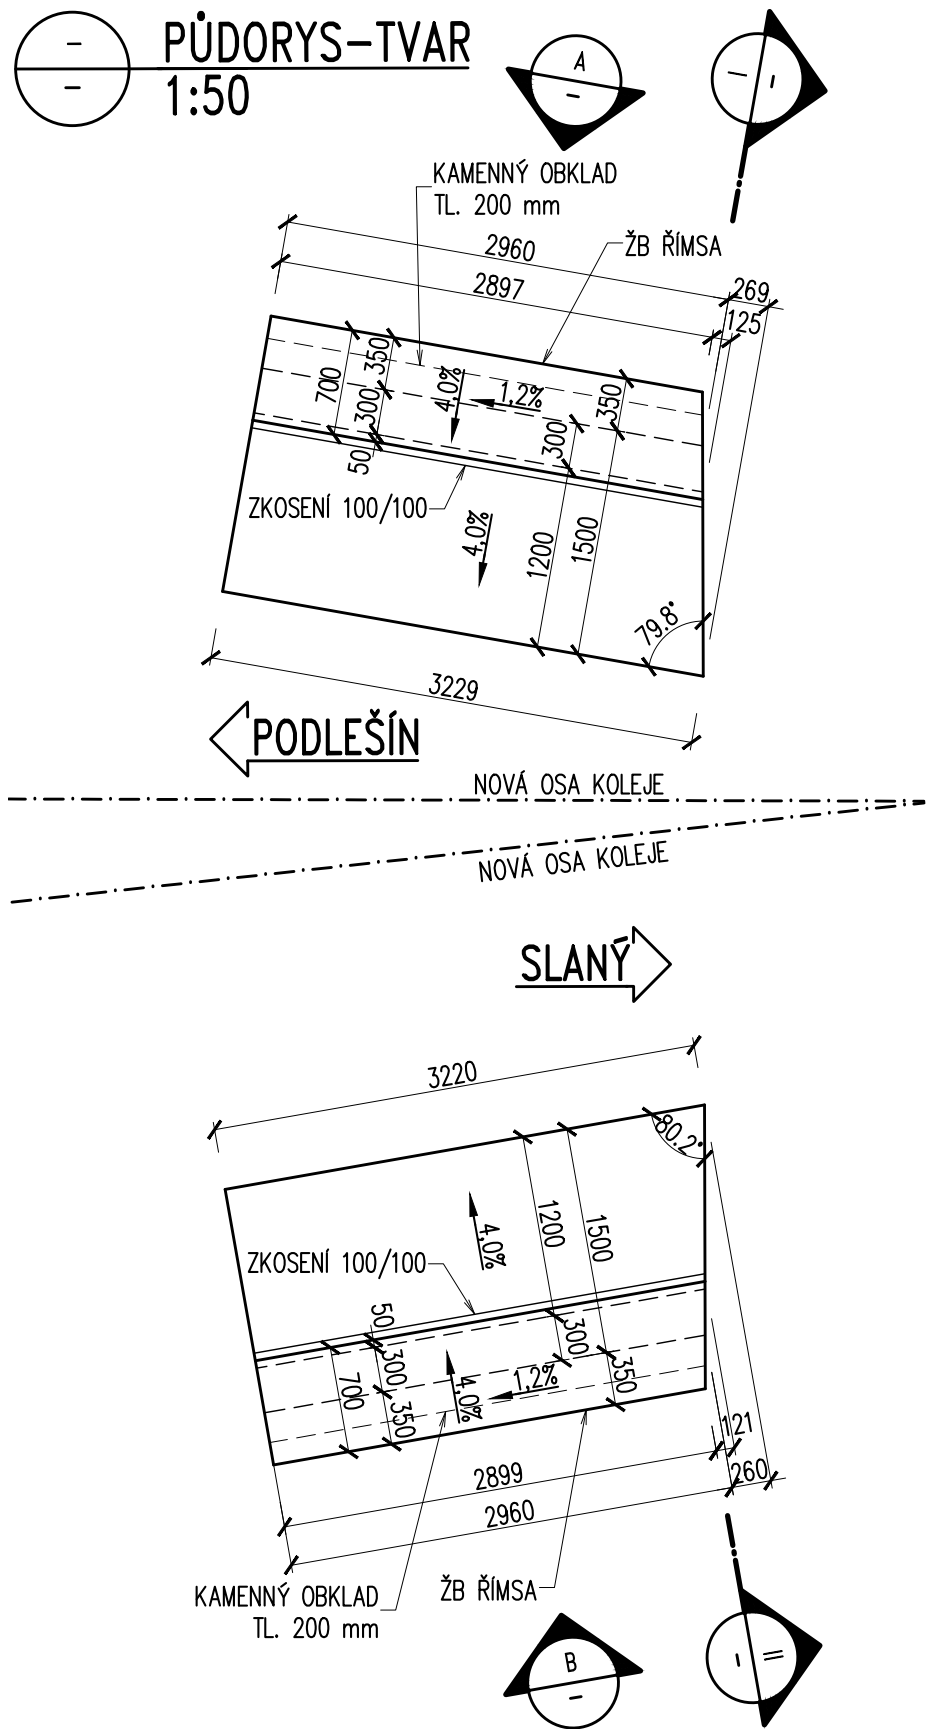 –
–
PŮDORYS-TVAR
1:50
A
–
I
–
KAMENNÝ OBKLAD
TL. 200 mm
ŽB ŘÍMSA
2960
2897
269
125
700
350
300
50
4,0%
1,2%
350
300
ZKOSENÍ 100/100
4,0%
1200
1500
79.8°
3229
PODLEŠÍN
NOVÁ OSA KOLEJE
NOVÁ OSA KOLEJE
SLANÝ
3220
80.2°
1200
1500
4,0%
ZKOSENÍ 100/100
50
300
700
350
4,0%
1,2%
300
350
121
2899
260
2960
KAMENNÝ OBKLAD
TL. 200 mm
ŽB ŘÍMSA
B
–
–
II